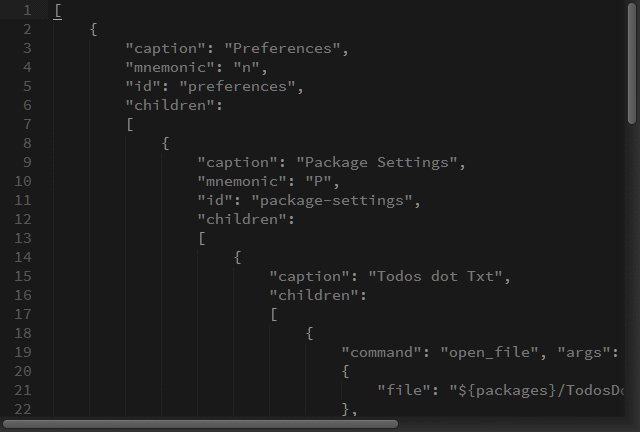 1 [
2 {
3 "caption": "Preferences",
4 "mnemonic": "n",
5 "id": "preferences",
6 "children":
7 [
8 {
9 "caption": "Package Settings",
10 "mnemonic": "P",
11 "id": "package-settings",
12 "children":
13 [
14 {
15 "caption": "Todos dot Txt",
16 "children":
17 [
18 {
19 "command": "open_file", "args":
20 {
21 "file": "${packages}/TodosDo
22 },